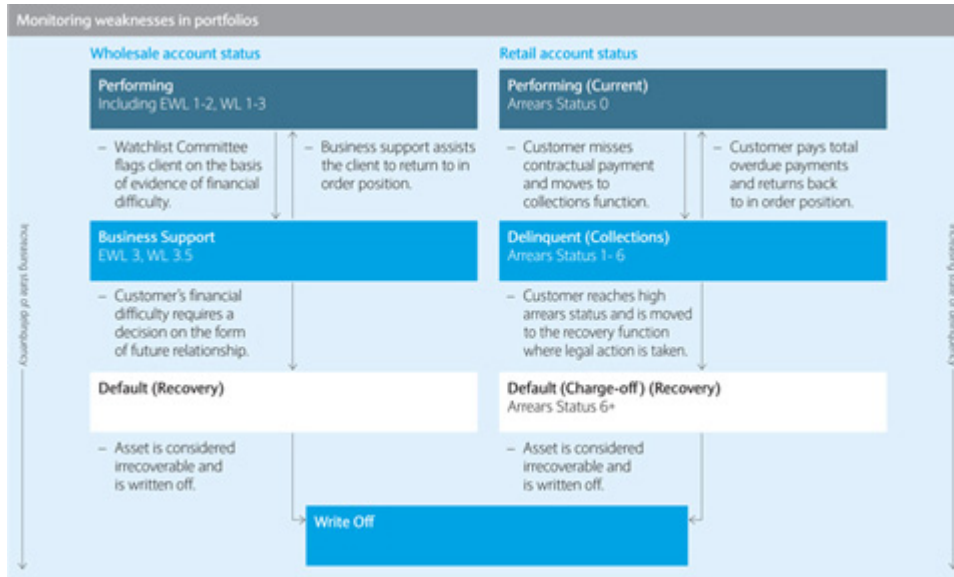 Monitoring weaknesses in portfolios
Wholesale account status
Performing
Including EWL 1-2, WL 1-3
– Watchlist Committee
flags client on the basis
of evidence of financial
difficulty.
– Business support assists
the client to return to in
order position.
Business Support
EWL 3, WL 3.5
– Customer's financial
difficulty requires a
decision on the form
of future relationship.
Default (Recovery)
– Asset is considered
irrecoverable and
is written off.
Retail account status
Performing (Current)
Arrears Status 0
– Customer misses
contractual payment
and moves to
collections function.
– Customer pays total
overdue payments
and returns back
to in order position.
Delinquent (Collections)
Arrears Status 1- 6
– Customer reaches high
arrears status and is moved
to the recovery function
where legal action is taken.
Default (Charge-off) (Recovery)
Arrears Status 6+
– Asset is considered
irrecoverable and
is written off.
Write Off
Increasing state of delinquency
Increasing state of delinquency